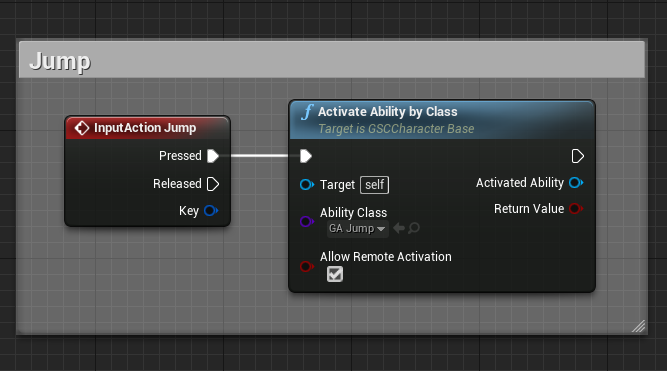 Jump
InputAction Jump
Pressed
Released
Key
f Activate Ability by Class
Target is GSCCharacter Base
Target self
Activated Ability
Ability Class
Return Value
GA Jump
Allow Remote Activation